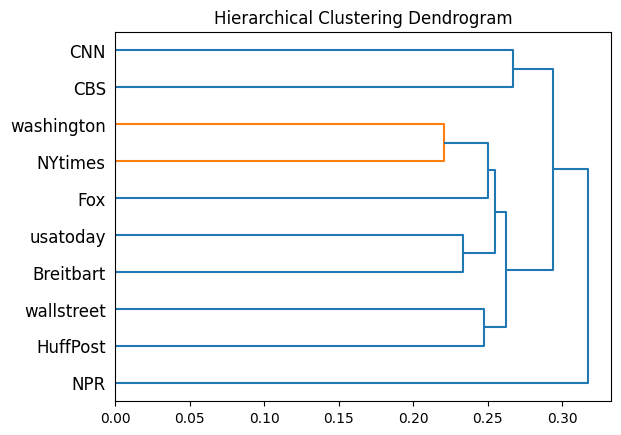 Hierarchical Clustering Dendrogram
CNN
CBS
washington
NYtimes
Fox
usatoday
Breitbart
wallstreet
HuffPost
NPR
0.00 0.05 0.10 0.15 0.20 0.25 0.30